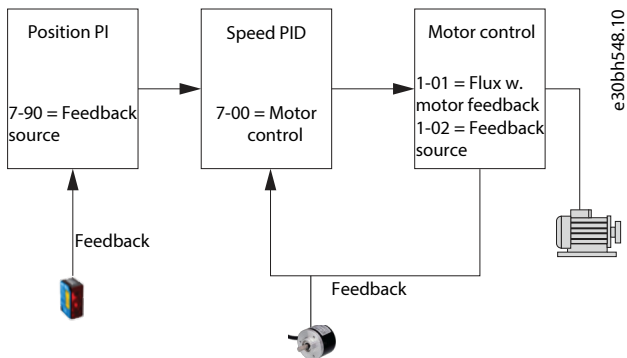 Position PI
7-90 = Feedback
source
Speed PID
7-00 = Motor
control
Motor control
1-01 = Flux w.
motor feedback
1-02 = Feedback
source
e30bh548.10
Feedback
Feedback